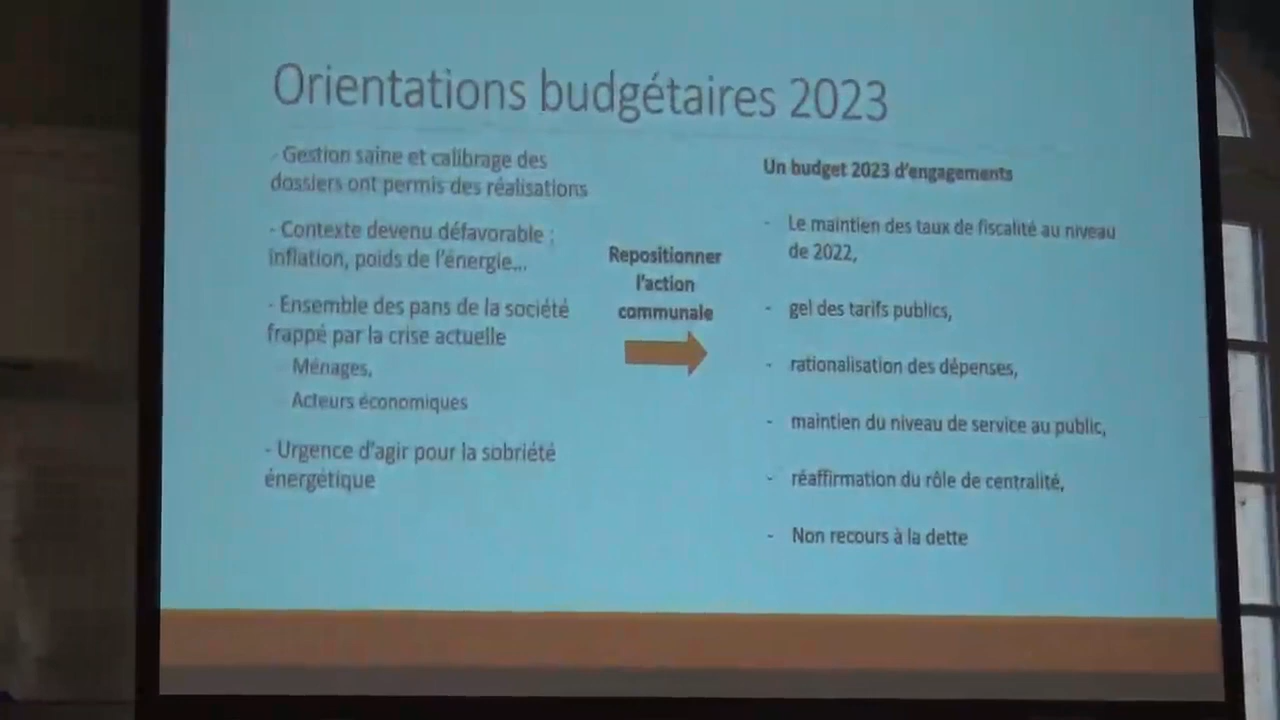 Orientations budgétaires 2023
- Gestion saine et calibrage des
dossiers ont permis des réalisations
- Contexte devenu défavorable :
inflation, poids de l'énergie...
- Ensemble des pans de la société
frappé par la crise actuelle
Ménages,
Acteurs économiques
- Urgence d'agir pour la sobriété
énergétique
Repositionner
l'action
communale
Un budget 2023 d'engagements
- Le maintien des taux de fiscalité au niveau
de 2022,
- gel des tarifs publics,
- rationalisation des dépenses,
- maintien du niveau de service au public,
- réaffirmation du rôle de centralité,
- Non recours à la dette